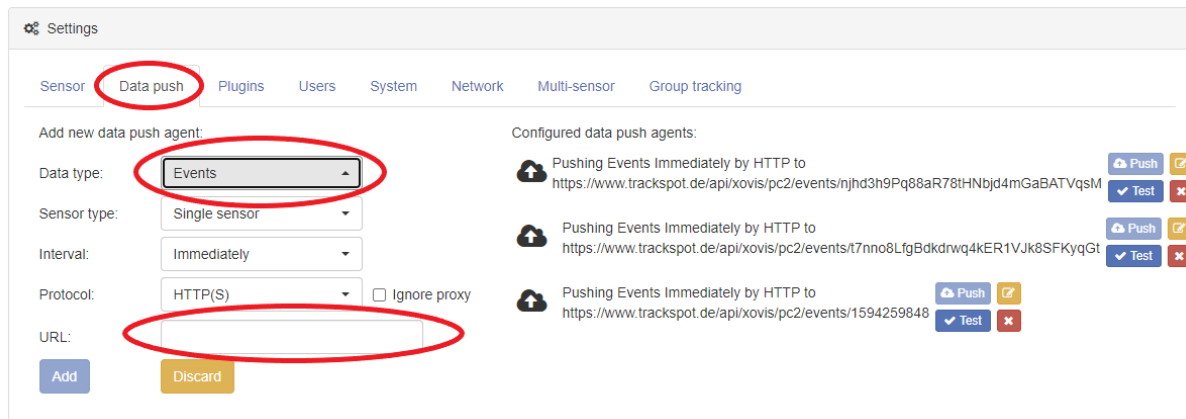 Settings
Sensor Data push Plugins Users System Network Multi-sensor Group tracking
Add new data push agent:
Data type: Events
Sensor type: Single sensor
Interval: Immediately
Protocol: HTTP(S) Ignore proxy
URL:
Add Discard
Configured data push agents:
Pushing Events Immediately by HTTP to
https://www.trackspot.de/api/xovis/pc2/events/njhd3h9Pq88aR78tHNbjd4mGaBATVqsM
Push
Test
Pushing Events Immediately by HTTP to
https://www.trackspot.de/api/xovis/pc2/events/t7nno8LfgBdkdrwq4kER1VJk8SFKyqGt
Push
Test
Pushing Events Immediately by HTTP to
https://www.trackspot.de/api/xovis/pc2/events/1594259848
Push
Test